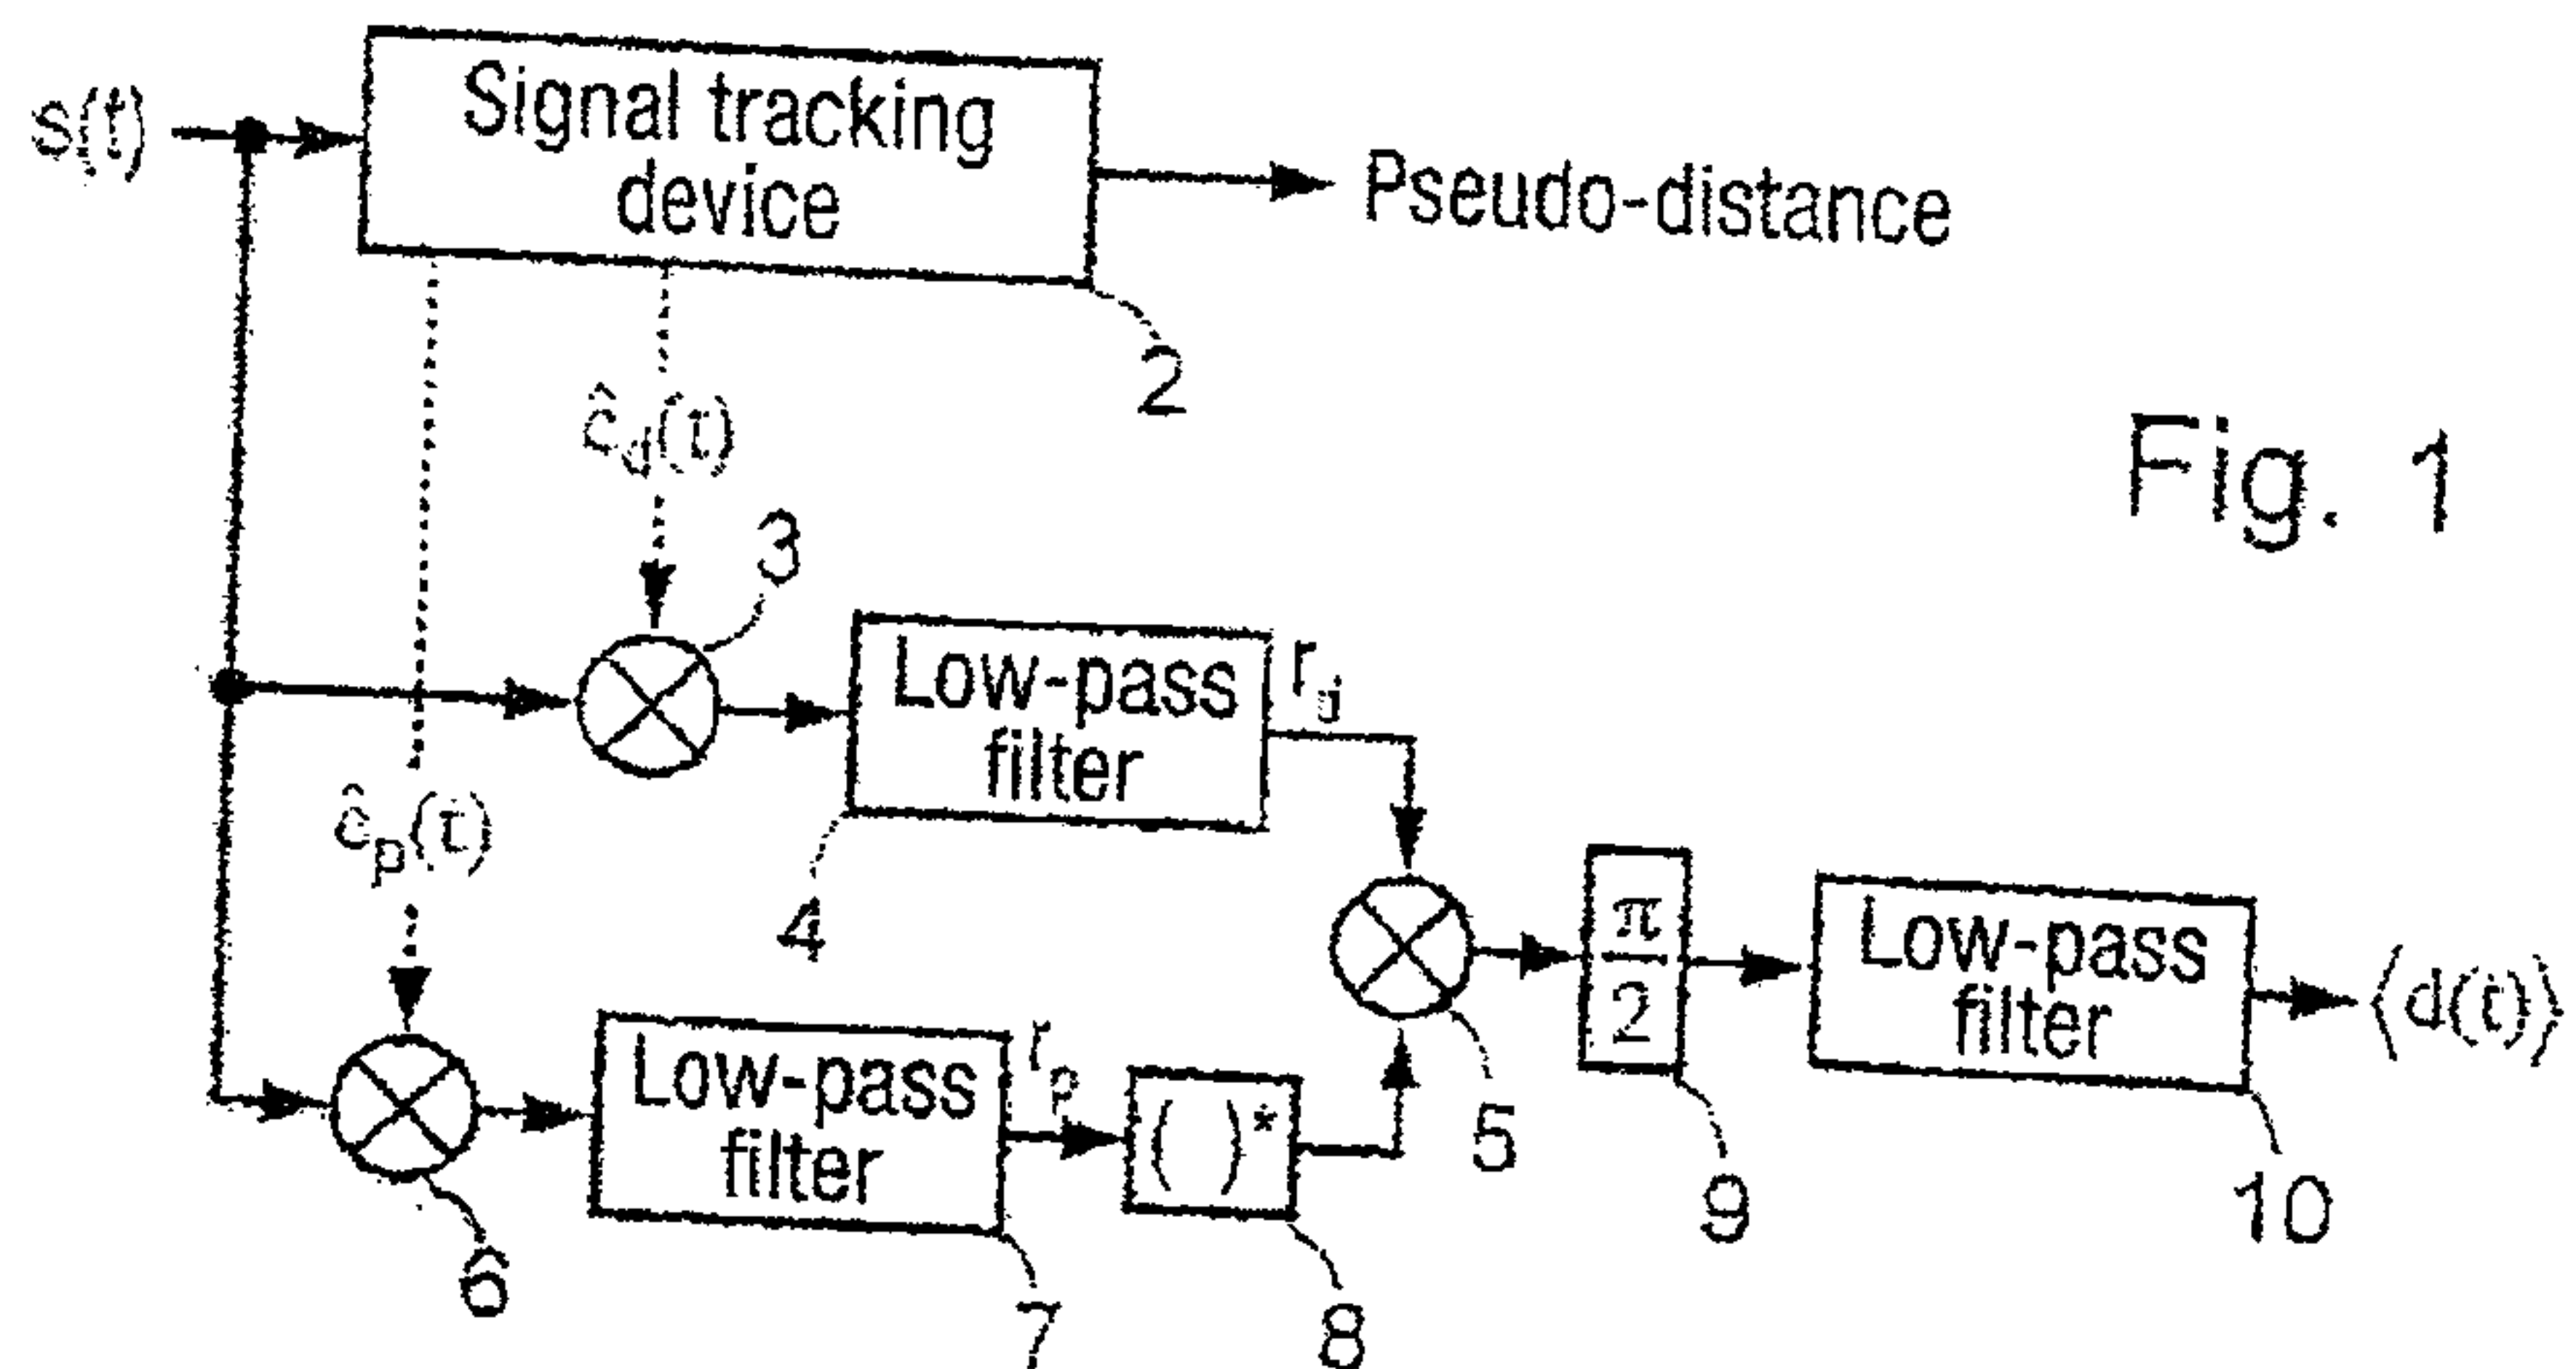 s(t)
Signal tracking
device
Pseudo-distance
2
ĉd(t)
Fig. 1
3
Low-pass
filter
rd
4
ĉp(t)
5
π
2
Low-pass
filter
⟨d(t)⟩
Low-pass
filter
rp
( )*
6
7
8
9
10